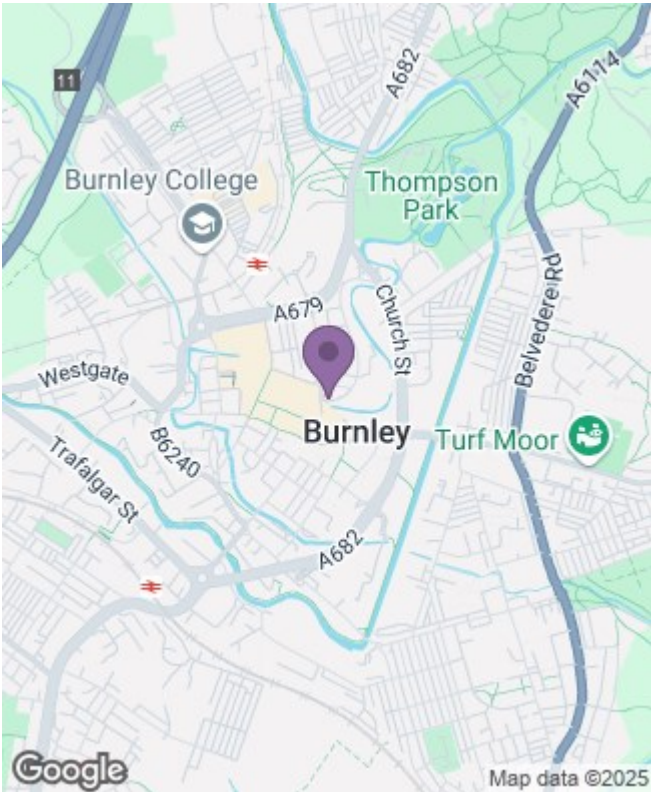 A682
A6114
11
Burnley College
Thompson
Park
A679
Church St
Belvedere Rd
Westgate
Burnley
Turf Moor
B6240
Trafalgar St
A682
Google
Map data ©2025